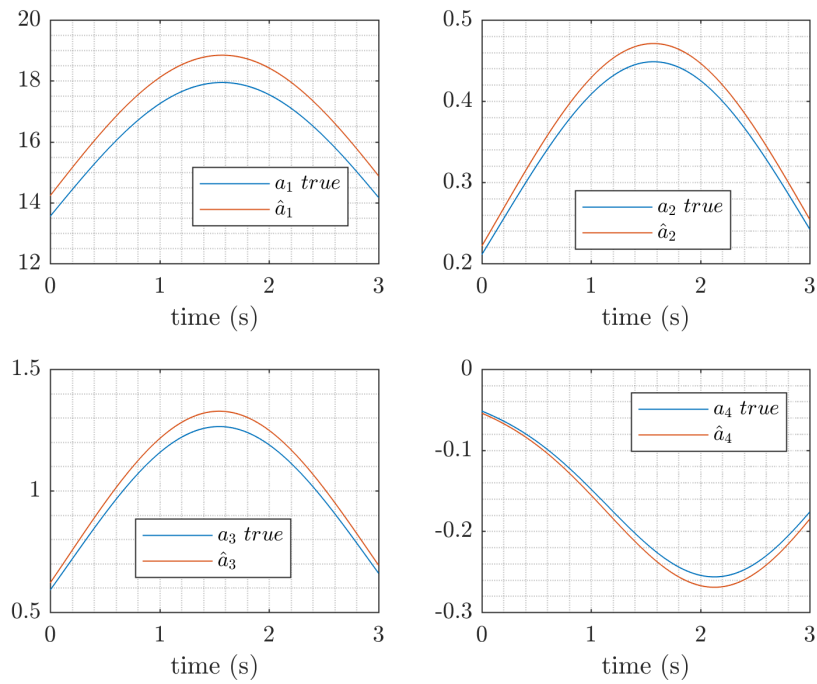 20
18
16
14
12
a₁ true
â₁
0 1 2 3
time (s)
0.5
0.4
0.3
0.2
a₂ true
â₂
0 1 2 3
time (s)
1.5
1
0.5
a₃ true
â₃
0 1 2 3
time (s)
0
-0.1
-0.2
-0.3
a₄ true
â₄
0 1 2 3
time (s)